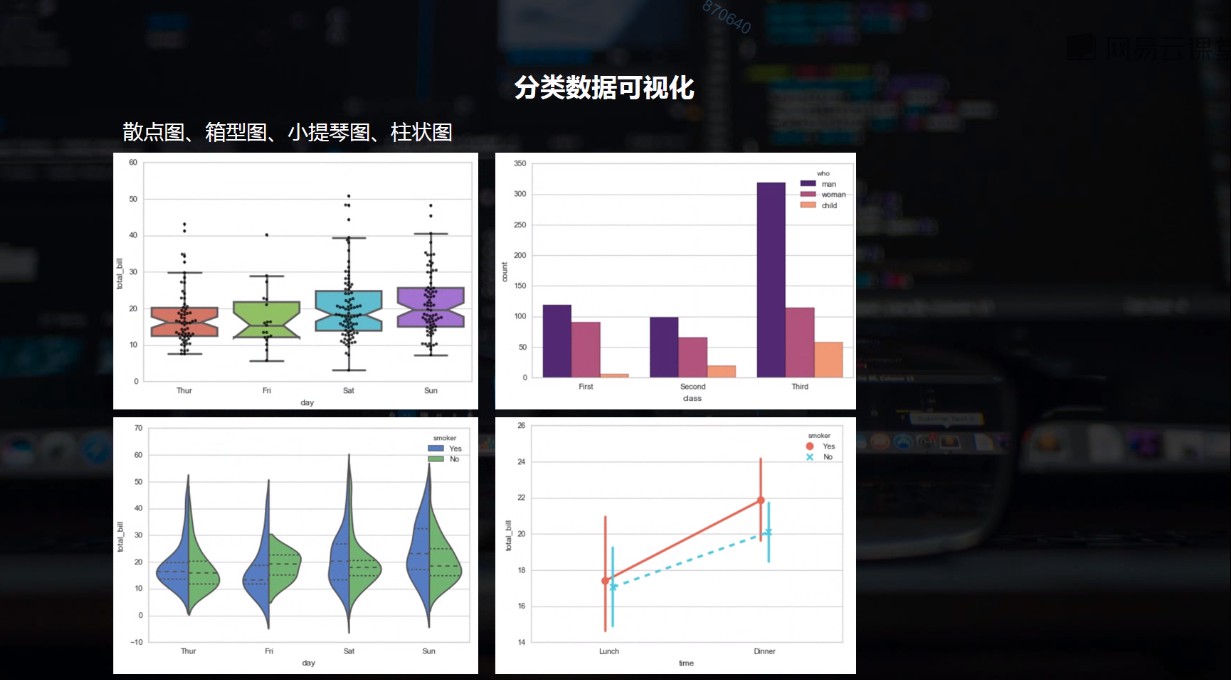 870640
网易云课
分类数据可视化
散点图、箱型图、小提琴图、柱状图
60
50
40
30
20
10
0
total_bill
Thur Fri Sat Sun
day
350
300
250
200
150
100
50
0
count
who
man
woman
child
First Second Third
class
70
60
50
40
30
20
10
0
−10
total_bill
smoker
Yes
No
Thur Fri Sat Sun
day
26
24
22
20
18
16
14
total_bill
smoker
Yes
No
Lunch Dinner
time